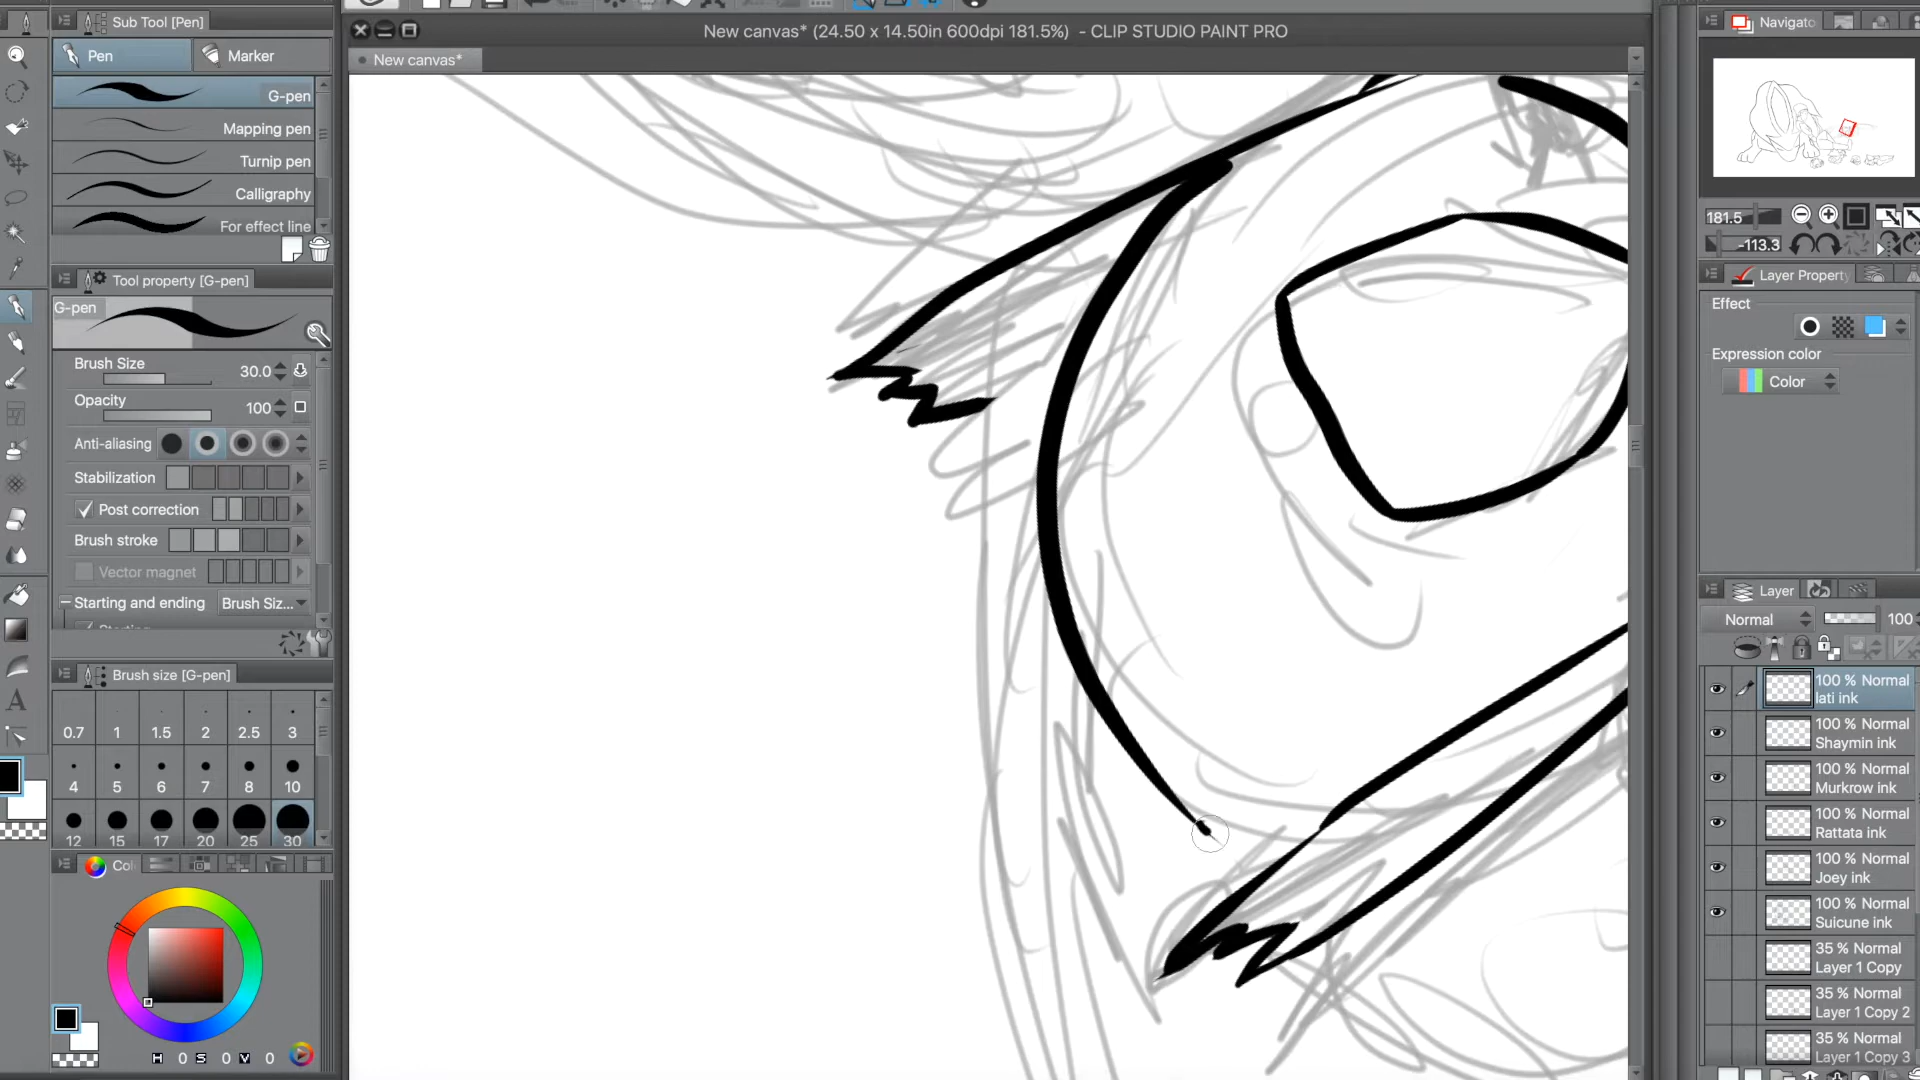 New canvas* (24.50 x 14.50in 600dpi 181.5%) - CLIP STUDIO PAINT PRO
New canvas*
Sub Tool [Pen]
Pen
Marker
G-pen
Mapping pen
Turnip pen
Calligraphy
For effect line
Tool property [G-pen]
G-pen
Brush Size
30.0
Opacity
100
Anti-aliasing
Stabilization
Post correction
Brush stroke
Vector magnet
Starting and ending
Brush Siz...
Brush size [G-pen]
0.7 1 1.5 2 2.5 3
4 5 6 7 8 10
12 15 17 20 25 30
Col
H 0 S 0 V 0
Navigato
181.5
-113.3
Layer Property
Effect
Expression color
Color
Layer
Normal
100
100 % Normal
lati ink
100 % Normal
Shaymin ink
100 % Normal
Murkrow ink
100 % Normal
Rattata ink
100 % Normal
Joey ink
100 % Normal
Suicune ink
35 % Normal
Layer 1 Copy
35 % Normal
Layer 1 Copy 2
35 % Normal
Layer 1 Copy 3